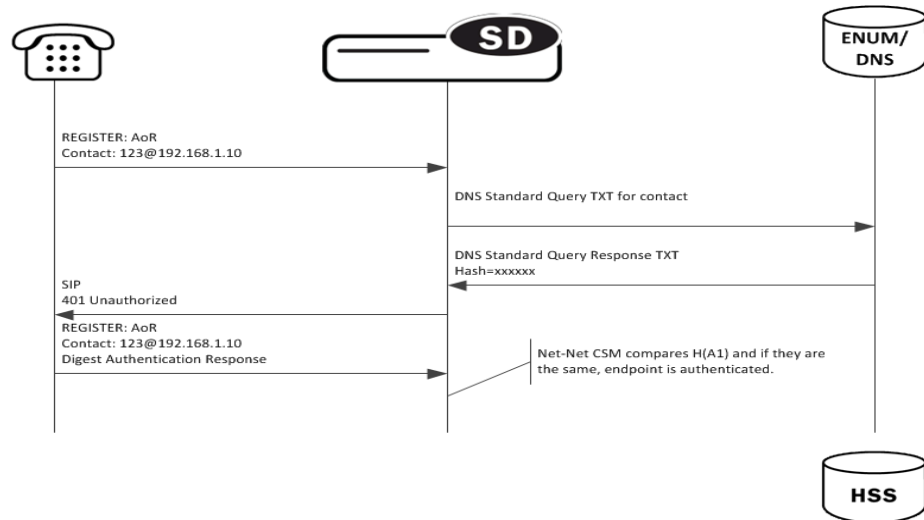 SD
ENUM/
DNS
REGISTER: AoR
Contact: 123@192.168.1.10
DNS Standard Query TXT for contact
DNS Standard Query Response TXT
Hash=xxxxxx
SIP
401 Unauthorized
REGISTER: AoR
Contact: 123@192.168.1.10
Digest Authentication Response
Net-Net CSM compares H(A1) and if they are
the same, endpoint is authenticated.
HSS